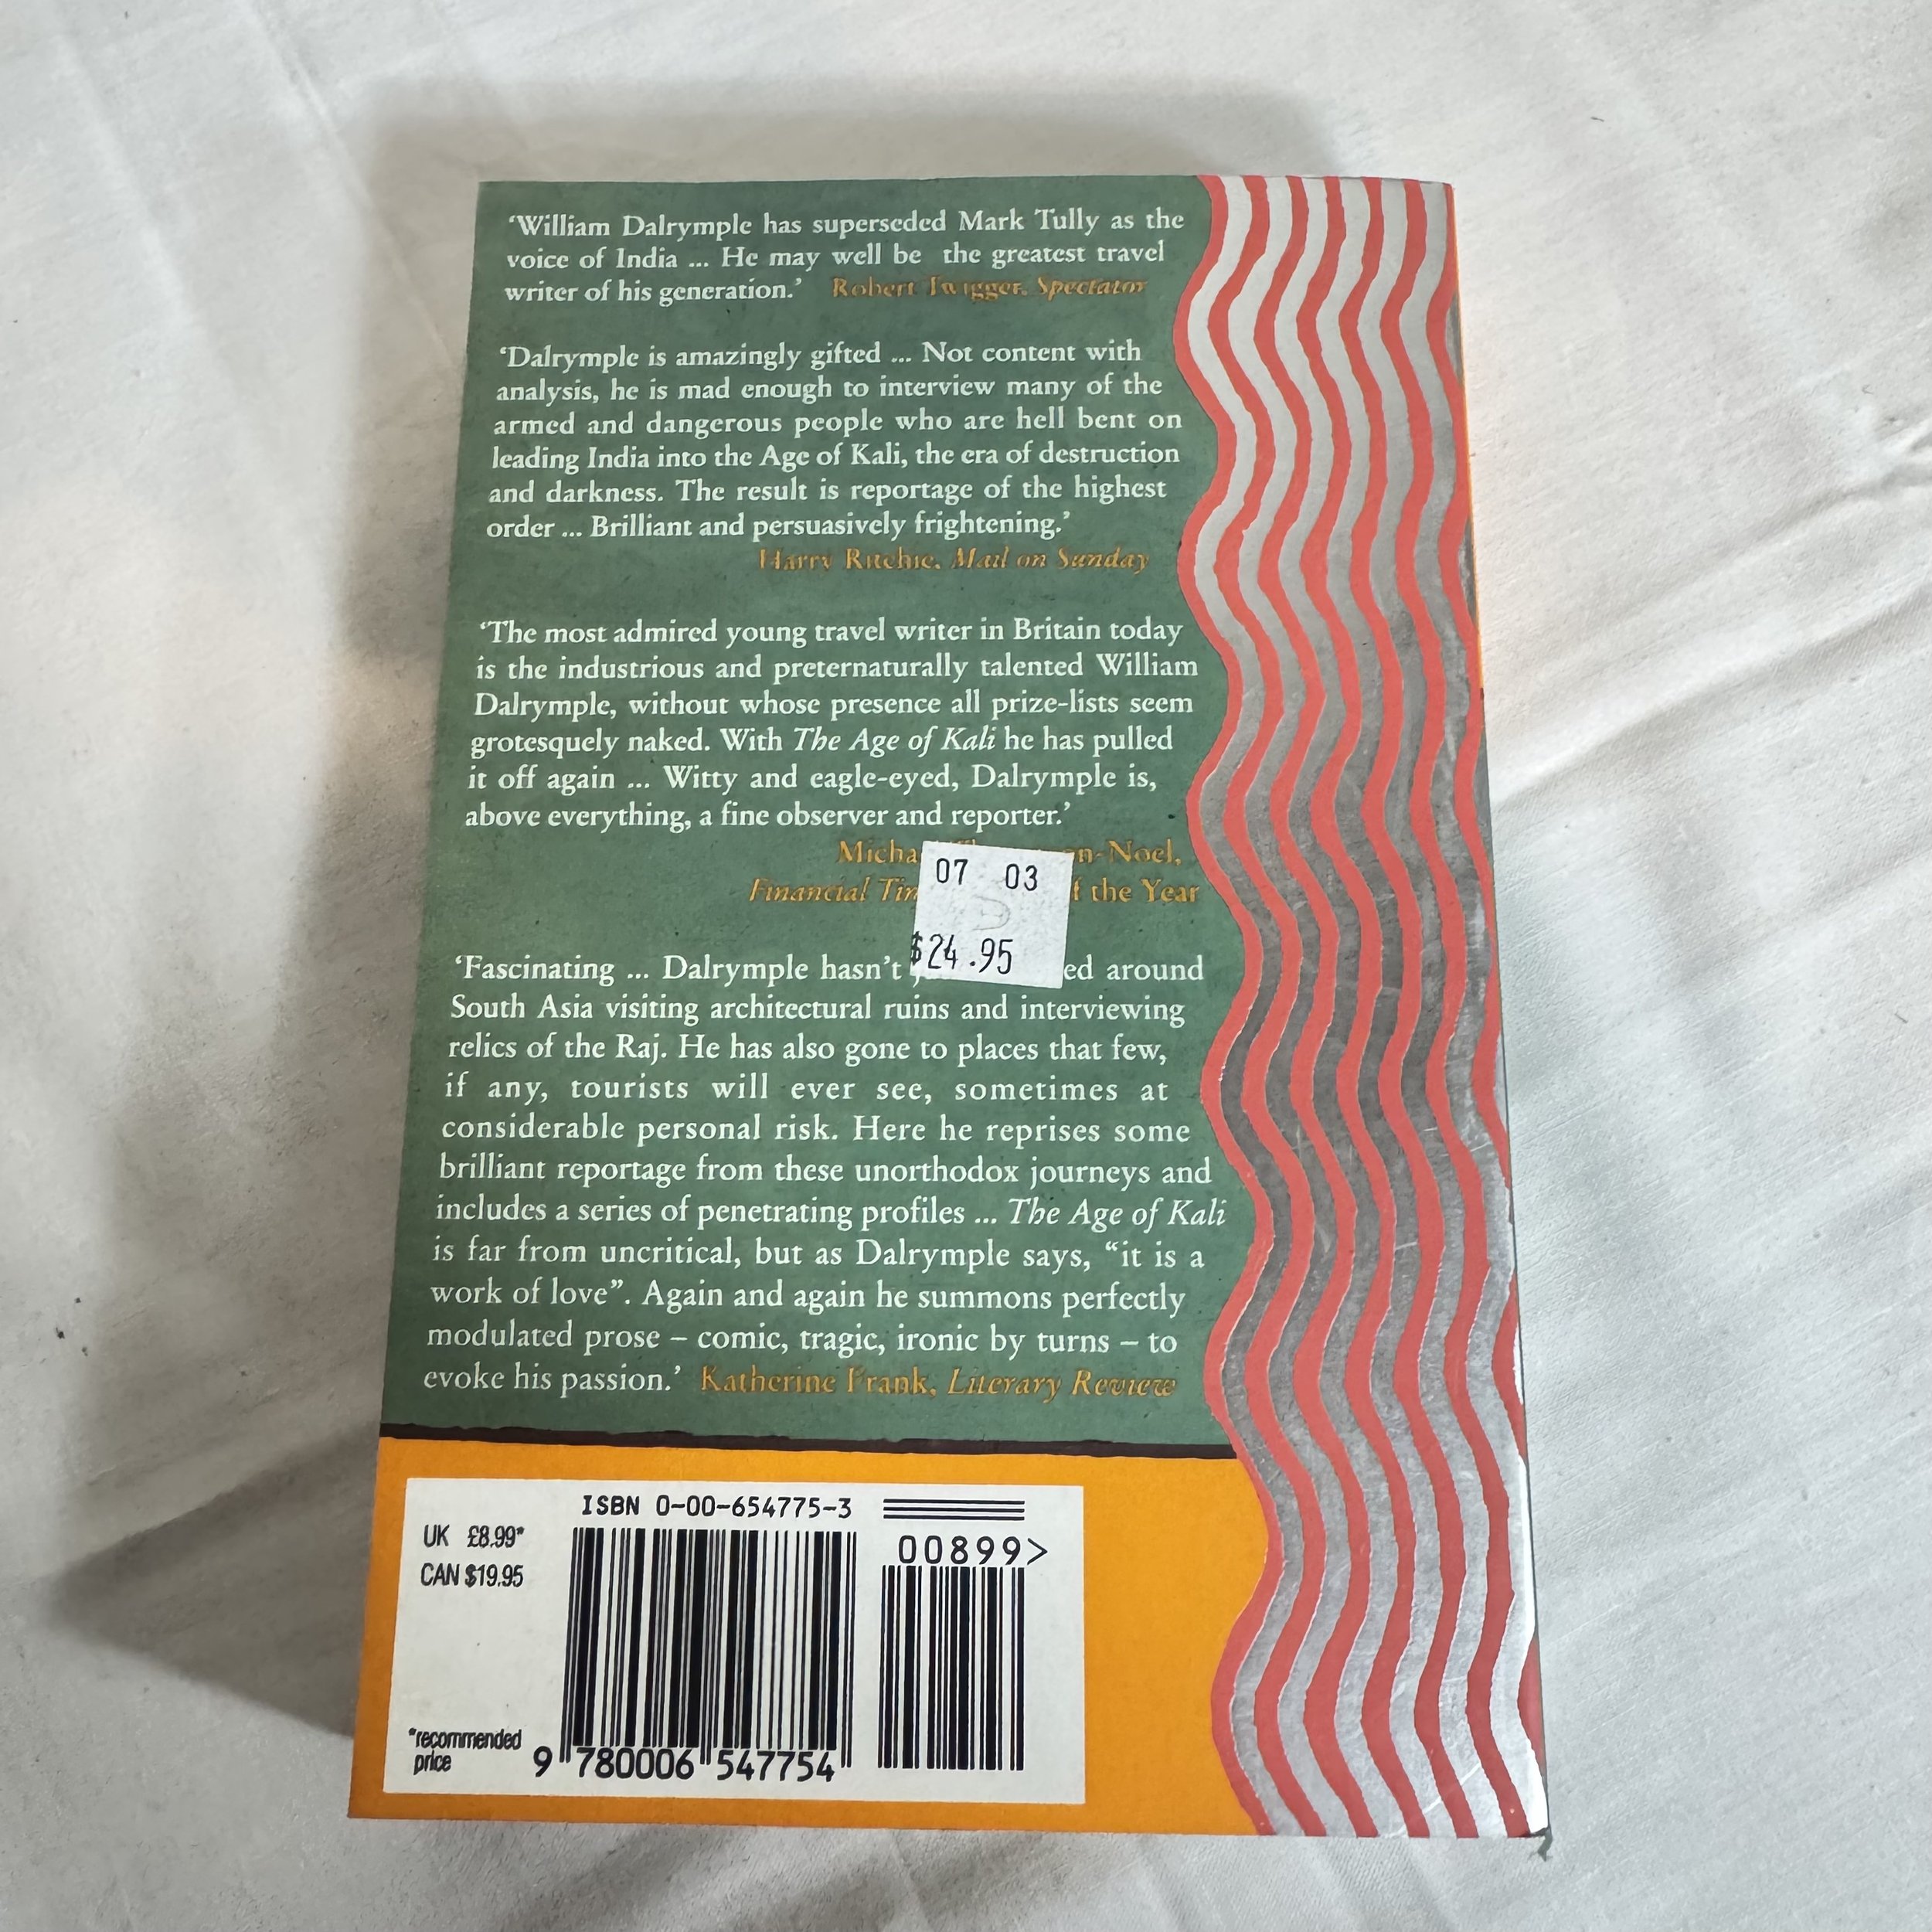 ‘William Dalrymple has superseded Mark Tully as the
voice of India ... He may well be the greatest travel
writer of his generation.’ Robert Twigger, Spectator
‘Dalrymple is amazingly gifted ... Not content with
analysis, he is mad enough to interview many of the
armed and dangerous people who are hell bent on
leading India into the Age of Kali, the era of destruction
and darkness. The result is reportage of the highest
order ... Brilliant and persuasively frightening.’
Harry Ritchie, Mail on Sunday
‘The most admired young travel writer in Britain today
is the industrious and preternaturally talented William
Dalrymple, without whose presence all prize-lists seem
grotesquely naked. With The Age of Kali he has pulled
it off again ... Witty and eagle-eyed, Dalrymple is,
above everything, a fine observer and reporter.’
Noel,
Financial the Year
07 03
$24.95
‘Fascinating ... Dalrymple hasn’t around
South Asia visiting architectural ruins and interviewing
relics of the Raj. He has also gone to places that few,
if any, tourists will ever see, sometimes at
considerable personal risk. Here he reprises some
brilliant reportage from these unorthodox journeys and
includes a series of penetrating profiles ... The Age of Kali
is far from uncritical, but as Dalrymple says, “it is a
work of love”. Again and again he summons perfectly
modulated prose – comic, tragic, ironic by turns – to
evoke his passion.’ Katherine Frank, Literary Review
ISBN 0-00-654775-3
UK £8.99*
CAN $19.95
00899>
*recommended
price
9 780006 547754